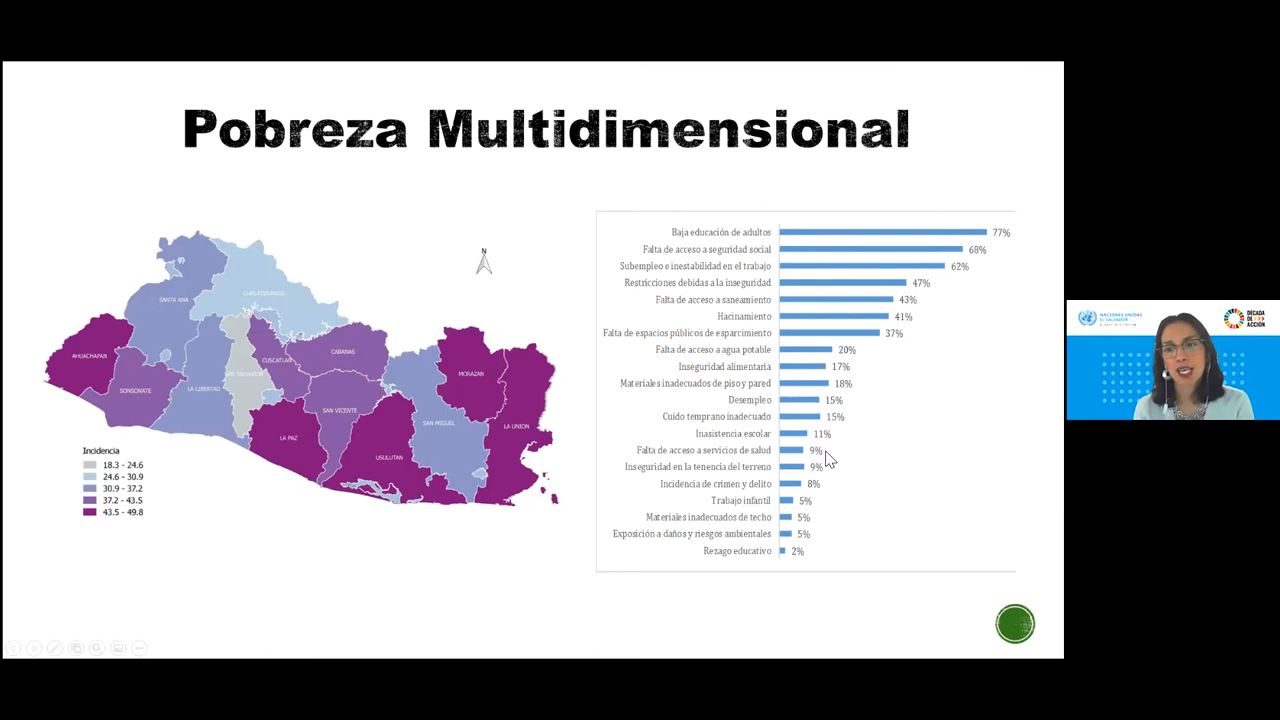 Pobreza Multidimensional
N
SANTA ANA
CHALATENANGO
AHUACHAPAN
SONSONATE
LA LIBERTAD
SAN SALVADOR
CUSCATLAN
CABANAS
SAN VICENTE
LA PAZ
USULUTAN
SAN MIGUEL
MORAZAN
LA UNION
Incidencia
18.3 - 24.6
24.6 - 30.9
30.9 - 37.2
37.2 - 43.5
43.5 - 49.8
Baja educación de adultos 77%
Falta de acceso a seguridad social 68%
Subempleo e inestabilidad en el trabajo 62%
Restricciones debidas a la inseguridad 47%
Falta de acceso a saneamiento 43%
Hacinamiento 41%
Falta de espacios públicos de esparcimiento 37%
Falta de acceso a agua potable 20%
Inseguridad alimentaria 17%
Materiales inadecuados de piso y pared 18%
Desempleo 15%
Cuido temprano inadecuado 15%
Inasistencia escolar 11%
Falta de acceso a servicios de salud 9%
Inseguridad en la tenencia del terreno 9%
Incidencia de crimen y delito 8%
Trabajo infantil 5%
Materiales inadecuados de techo 5%
Exposición a daños y riesgos ambientales 5%
Rezago educativo 2%
NACIONES UNIDAS
EL SALVADOR
DÉCADA
DE
ACCIÓN